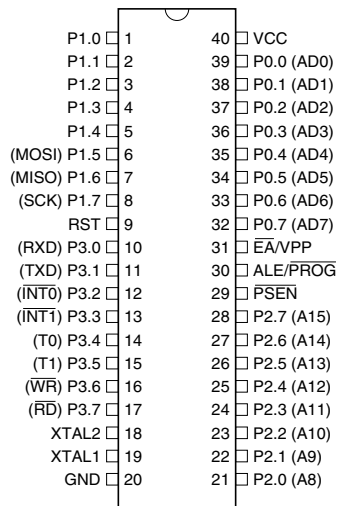 P1.0 1 40 VCC
P1.1 2 39 P0.0 (AD0)
P1.2 3 38 P0.1 (AD1)
P1.3 4 37 P0.2 (AD2)
P1.4 5 36 P0.3 (AD3)
(MOSI) P1.5 6 35 P0.4 (AD4)
(MISO) P1.6 7 34 P0.5 (AD5)
(SCK) P1.7 8 33 P0.6 (AD6)
RST 9 32 P0.7 (AD7)
(RXD) P3.0 10 31 E̅A̅/VPP
(TXD) P3.1 11 30 ALE/P̅R̅O̅G̅
(I̅N̅T̅0̅) P3.2 12 29 P̅S̅E̅N̅
(I̅N̅T̅1̅) P3.3 13 28 P2.7 (A15)
(T0) P3.4 14 27 P2.6 (A14)
(T1) P3.5 15 26 P2.5 (A13)
(W̅R̅) P3.6 16 25 P2.4 (A12)
(R̅D̅) P3.7 17 24 P2.3 (A11)
XTAL2 18 23 P2.2 (A10)
XTAL1 19 22 P2.1 (A9)
GND 20 21 P2.0 (A8)